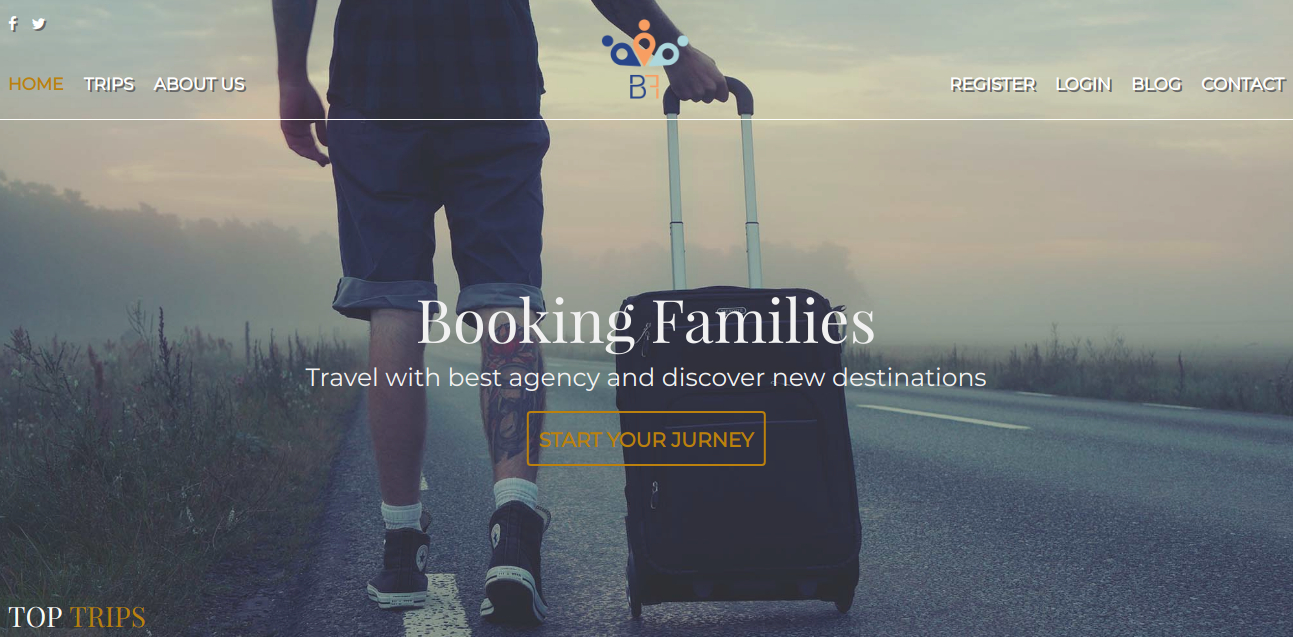 HOME TRIPS ABOUT US
BF
REGISTER LOGIN BLOG CONTACT
Booking Families
Travel with best agency and discover new destinations
START YOUR JURNEY
TOP TRIPS